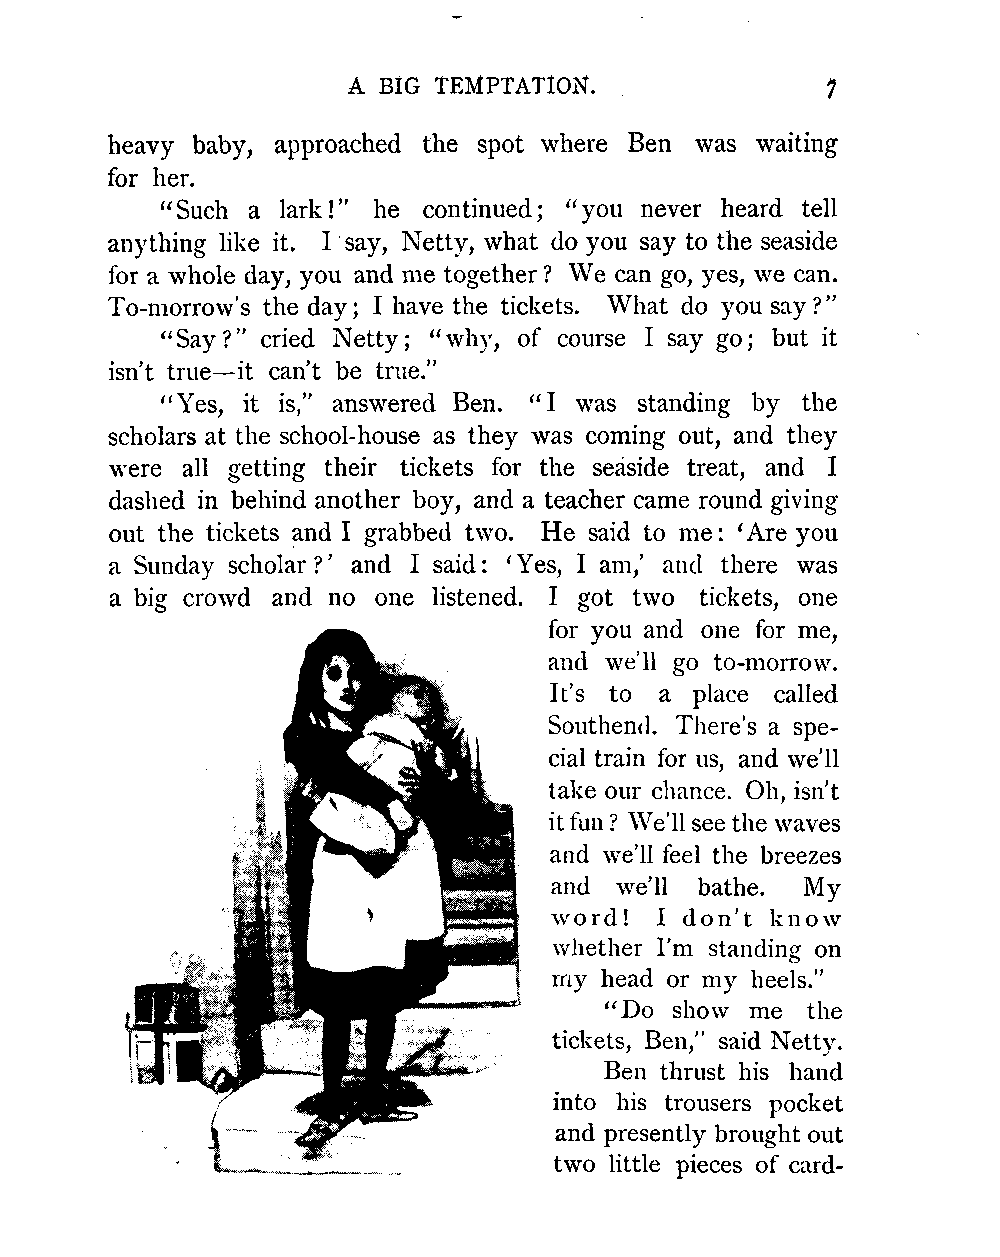 A BIG TEMPTATION. 7
heavy baby, approached the spot where Ben was waiting
for her.
"Such a lark!" he continued; "you never heard tell
anything like it. I say, Netty, what do you say to the seaside
for a whole day, you and me together? We can go, yes, we can.
To-morrow's the day; I have the tickets. What do you say?"
"Say?" cried Netty; "why, of course I say go; but it
isn't true—it can't be true."
"Yes, it is," answered Ben. "I was standing by the
scholars at the school-house as they was coming out, and they
were all getting their tickets for the seaside treat, and I
dashed in behind another boy, and a teacher came round giving
out the tickets and I grabbed two. He said to me: 'Are you
a Sunday scholar?' and I said: 'Yes, I am,' and there was
a big crowd and no one listened. I got two tickets, one
for you and one for me,
and we'll go to-morrow.
It's to a place called
Southend. There's a spe-
cial train for us, and we'll
take our chance. Oh, isn't
it fun? We'll see the waves
and we'll feel the breezes
and we'll bathe. My
word! I don't know
whether I'm standing on
my head or my heels."
"Do show me the
tickets, Ben," said Netty.
Ben thrust his hand
into his trousers pocket
and presently brought out
two little pieces of card-